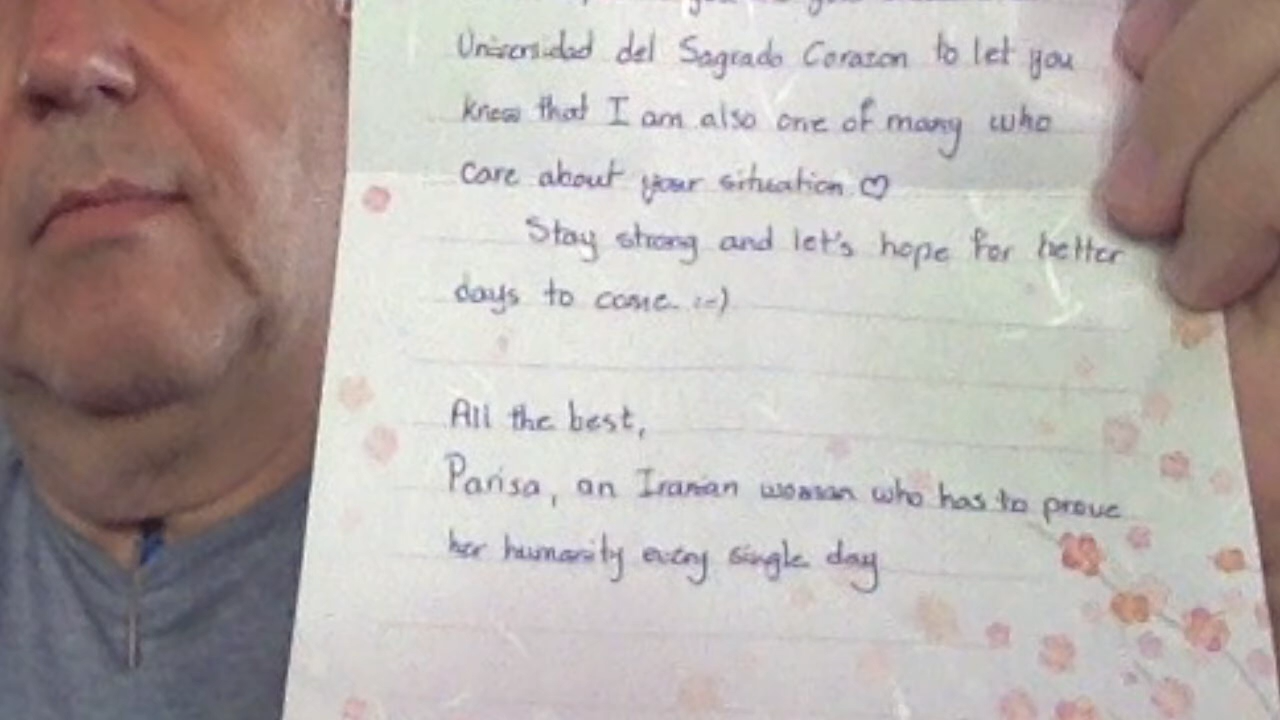 Universidad del Sagrado Corazon to let you
know that I am also one of many who
care about your situation ♡
Stay strong and let's hope for better
days to come. :-)
All the best,
Parisa, an Iranian woman who has to prove
her humanity every single day